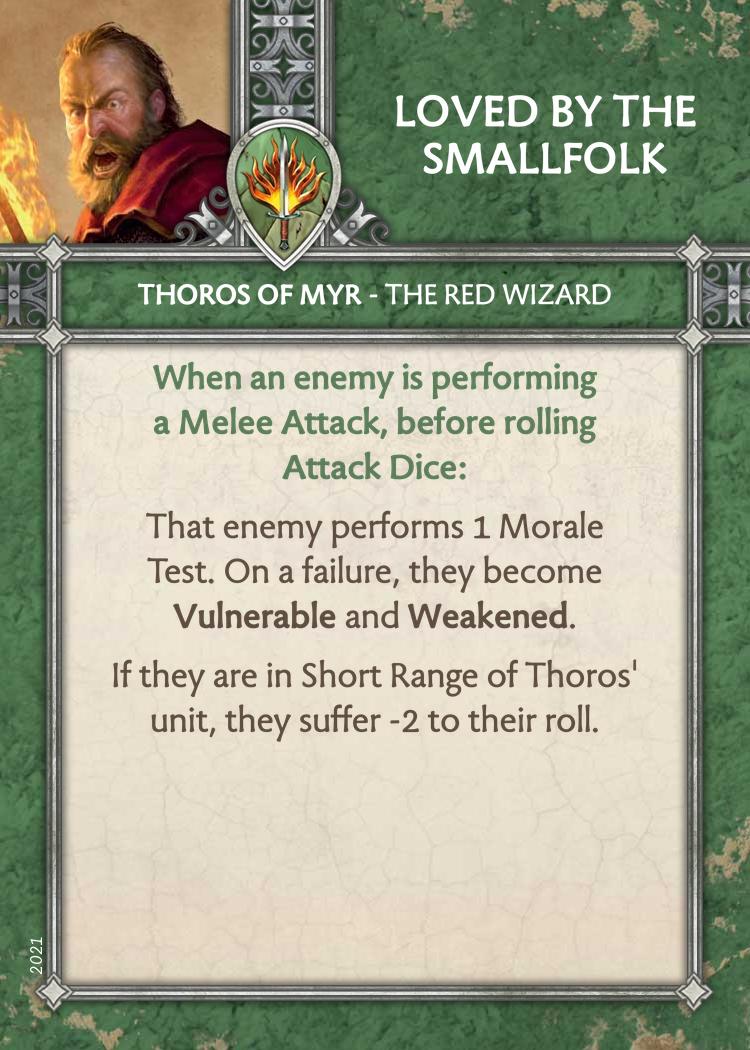 LOVED BY THE
SMALLFOLK
THOROS OF MYR - THE RED WIZARD
When an enemy is performing
a Melee Attack, before rolling
Attack Dice:
That enemy performs 1 Morale
Test. On a failure, they become
Vulnerable and Weakened.
If they are in Short Range of Thoros'
unit, they suffer -2 to their roll.
2021